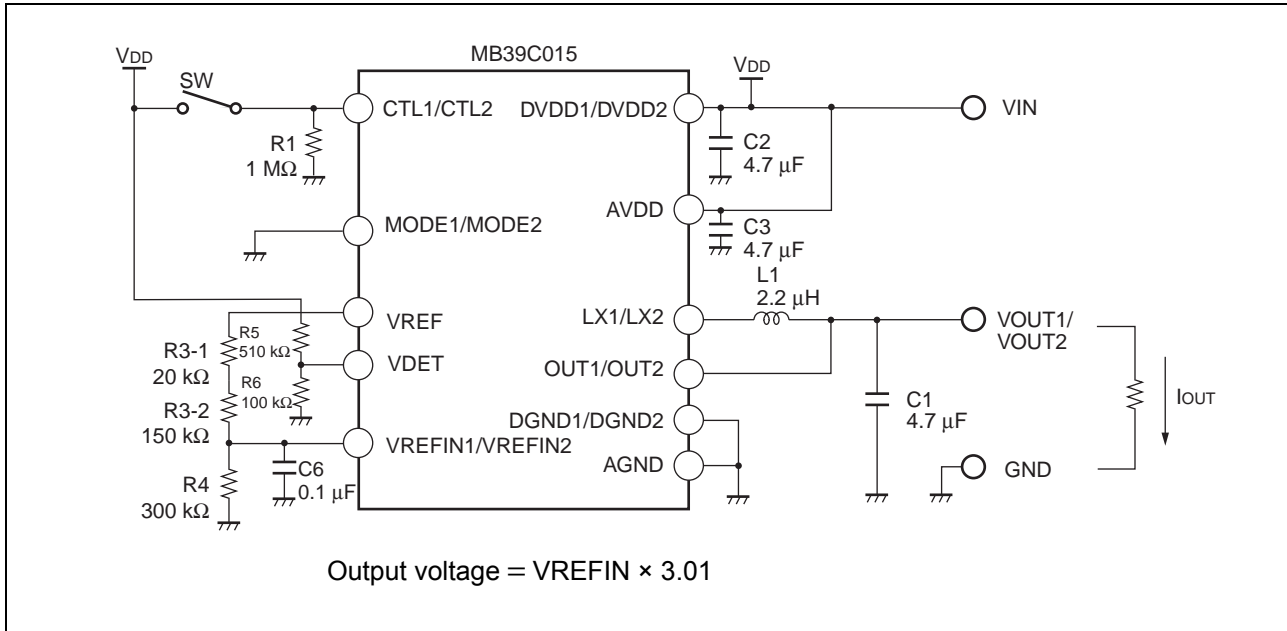 MB39C015
VDD
SW
CTL1/CTL2
R1
1 MΩ
MODE1/MODE2
VREF
R5
510 kΩ
VDET
R3-1
20 kΩ
R6
100 kΩ
R3-2
150 kΩ
VREFIN1/VREFIN2
C6
0.1 μF
R4
300 kΩ
VDD
DVDD1/DVDD2
VIN
C2
4.7 μF
AVDD
C3
4.7 μF
L1
2.2 μH
LX1/LX2
VOUT1/
VOUT2
OUT1/OUT2
C1
4.7 μF
IOUT
DGND1/DGND2
AGND
GND
Output voltage = VREFIN × 3.01